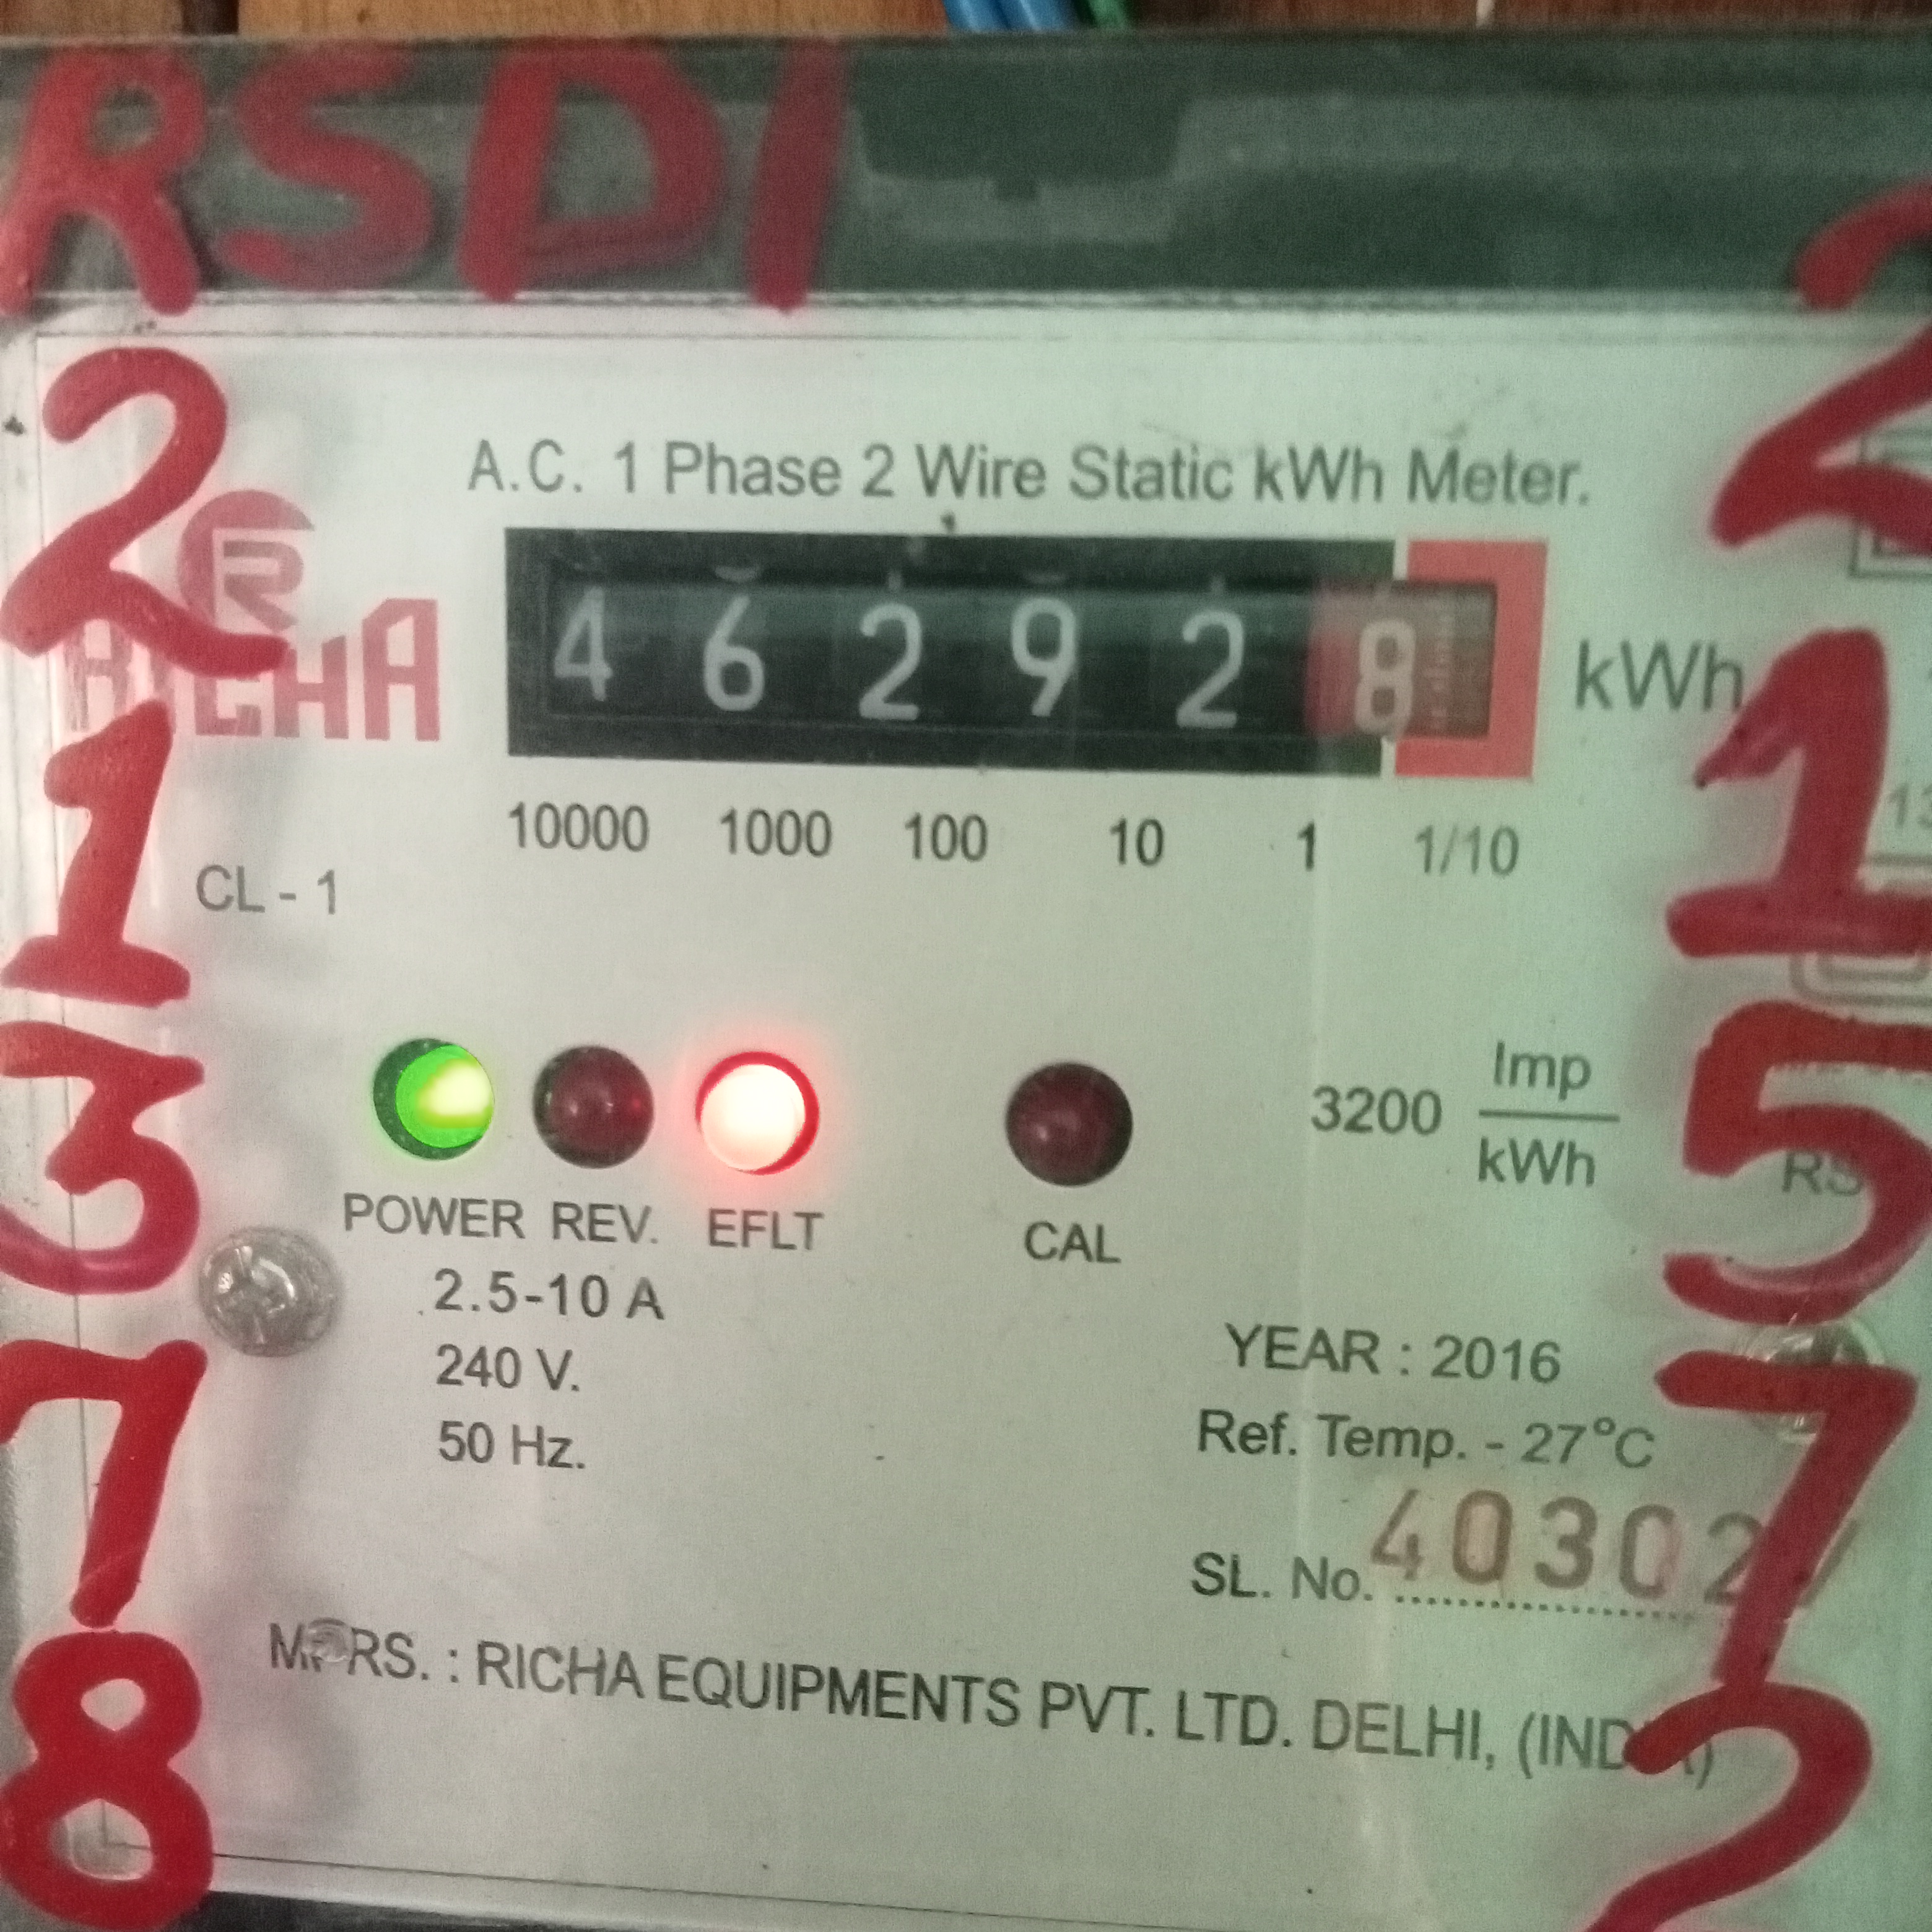 RSDI
2
1
3
7
8
2
1
5
7
2
A.C. 1 Phase 2 Wire Static kWh Meter.
RICHA
4 6 2 9 2 8 kWh
10000 1000 100 10 1 1/10
CL - 1
POWER REV. EFLT CAL
3200 Imp/kWh
2.5-10 A
240 V.
50 Hz.
YEAR : 2016
Ref. Temp. - 27°C
SL. No. 40302
MFRS. : RICHA EQUIPMENTS PVT. LTD. DELHI, (INDIA)